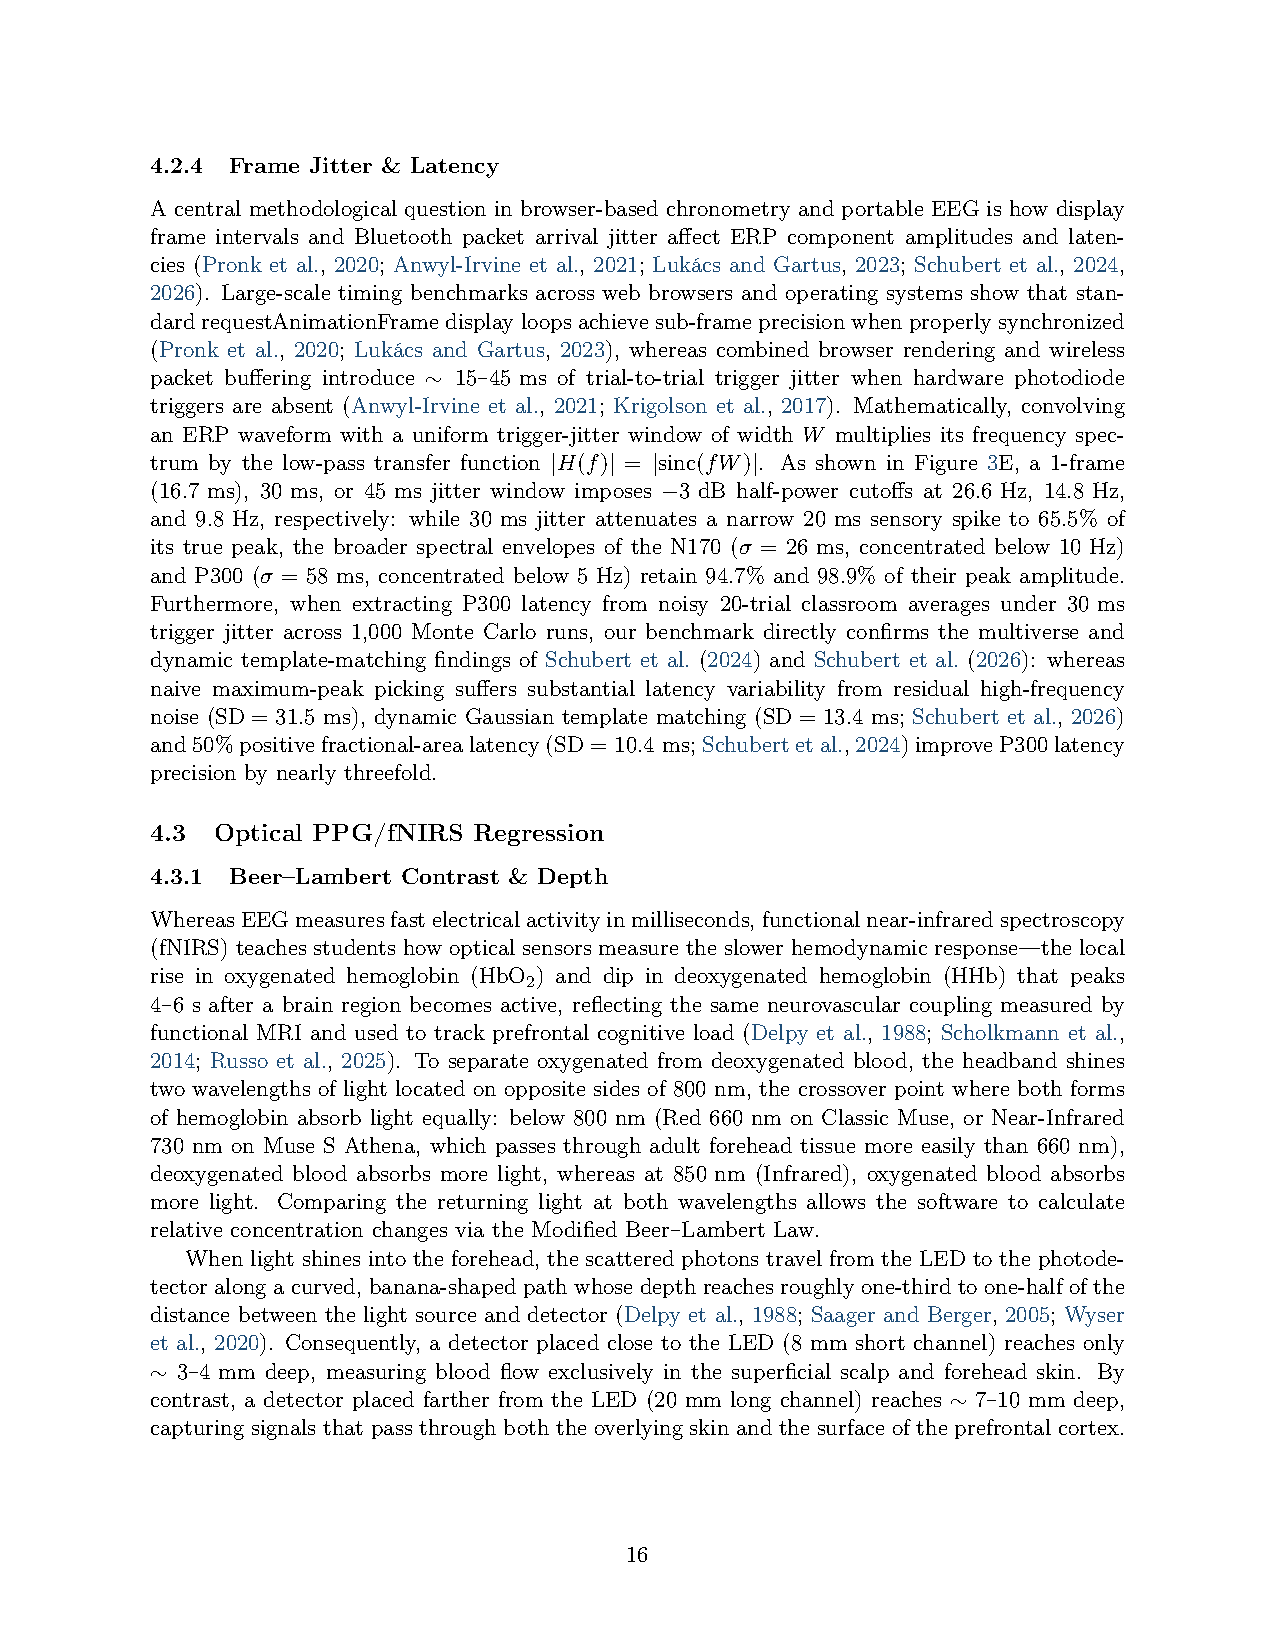 4.2.4 Frame Jitter & Latency
A central methodological question in browser-based chronometry and portable EEG is how display
frame intervals and Bluetooth packet arrival jitter affect ERP component amplitudes and laten-
cies (Pronk et al., 2020; Anwyl-Irvine et al., 2021; Lukács and Gartus, 2023; Schubert et al., 2024,
2026). Large-scale timing benchmarks across web browsers and operating systems show that stan-
dard requestAnimationFrame display loops achieve sub-frame precision when properly synchronized
(Pronk et al., 2020; Lukács and Gartus, 2023), whereas combined browser rendering and wireless
packet buffering introduce ∼ 15–45 ms of trial-to-trial trigger jitter when hardware photodiode
triggers are absent (Anwyl-Irvine et al., 2021; Krigolson et al., 2017). Mathematically, convolving
an ERP waveform with a uniform trigger-jitter window of width W multiplies its frequency spec-
trum by the low-pass transfer function |H(f)| = |sinc(fW)|. As shown in Figure 3E, a 1-frame
(16.7 ms), 30 ms, or 45 ms jitter window imposes −3 dB half-power cutoffs at 26.6 Hz, 14.8 Hz,
and 9.8 Hz, respectively: while 30 ms jitter attenuates a narrow 20 ms sensory spike to 65.5% of
its true peak, the broader spectral envelopes of the N170 (σ = 26 ms, concentrated below 10 Hz)
and P300 (σ = 58 ms, concentrated below 5 Hz) retain 94.7% and 98.9% of their peak amplitude.
Furthermore, when extracting P300 latency from noisy 20-trial classroom averages under 30 ms
trigger jitter across 1,000 Monte Carlo runs, our benchmark directly confirms the multiverse and
dynamic template-matching findings of Schubert et al. (2024) and Schubert et al. (2026): whereas
naive maximum-peak picking suffers substantial latency variability from residual high-frequency
noise (SD = 31.5 ms), dynamic Gaussian template matching (SD = 13.4 ms; Schubert et al., 2026)
and 50% positive fractional-area latency (SD = 10.4 ms; Schubert et al., 2024) improve P300 latency
precision by nearly threefold.
4.3 Optical PPG/fNIRS Regression
4.3.1 Beer–Lambert Contrast & Depth
Whereas EEG measures fast electrical activity in milliseconds, functional near-infrared spectroscopy
(fNIRS) teaches students how optical sensors measure the slower hemodynamic response—the local
rise in oxygenated hemoglobin (HbO₂) and dip in deoxygenated hemoglobin (HHb) that peaks
4–6 s after a brain region becomes active, reflecting the same neurovascular coupling measured by
functional MRI and used to track prefrontal cognitive load (Delpy et al., 1988; Scholkmann et al.,
2014; Russo et al., 2025). To separate oxygenated from deoxygenated blood, the headband shines
two wavelengths of light located on opposite sides of 800 nm, the crossover point where both forms
of hemoglobin absorb light equally: below 800 nm (Red 660 nm on Classic Muse, or Near-Infrared
730 nm on Muse S Athena, which passes through adult forehead tissue more easily than 660 nm),
deoxygenated blood absorbs more light, whereas at 850 nm (Infrared), oxygenated blood absorbs
more light. Comparing the returning light at both wavelengths allows the software to calculate
relative concentration changes via the Modified Beer–Lambert Law.
When light shines into the forehead, the scattered photons travel from the LED to the photode-
tector along a curved, banana-shaped path whose depth reaches roughly one-third to one-half of the
distance between the light source and detector (Delpy et al., 1988; Saager and Berger, 2005; Wyser
et al., 2020). Consequently, a detector placed close to the LED (8 mm short channel) reaches only
∼ 3–4 mm deep, measuring blood flow exclusively in the superficial scalp and forehead skin. By
contrast, a detector placed farther from the LED (20 mm long channel) reaches ∼ 7–10 mm deep,
capturing signals that pass through both the overlying skin and the surface of the prefrontal cortex.
16